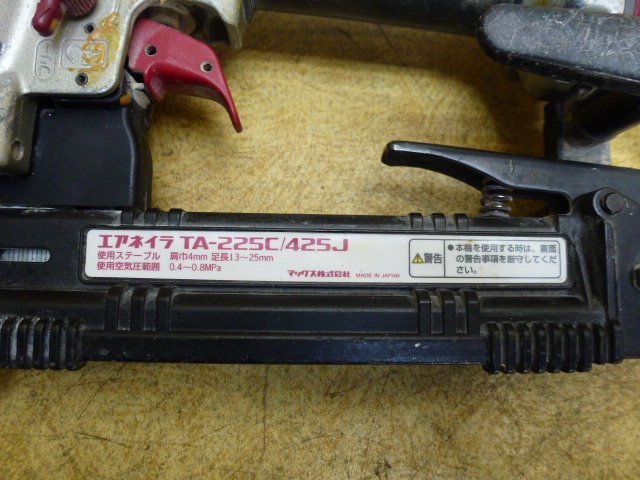 エアネイラ TA-225C/425J
使用ステープル 肩巾4mm 足長13〜25mm
使用空気圧範囲 0.4〜0.8MPa
マックス株式会社 MADE IN JAPAN
警告
●本機を使用する時は、裏面
の警告事項を厳守してくだ
さい。